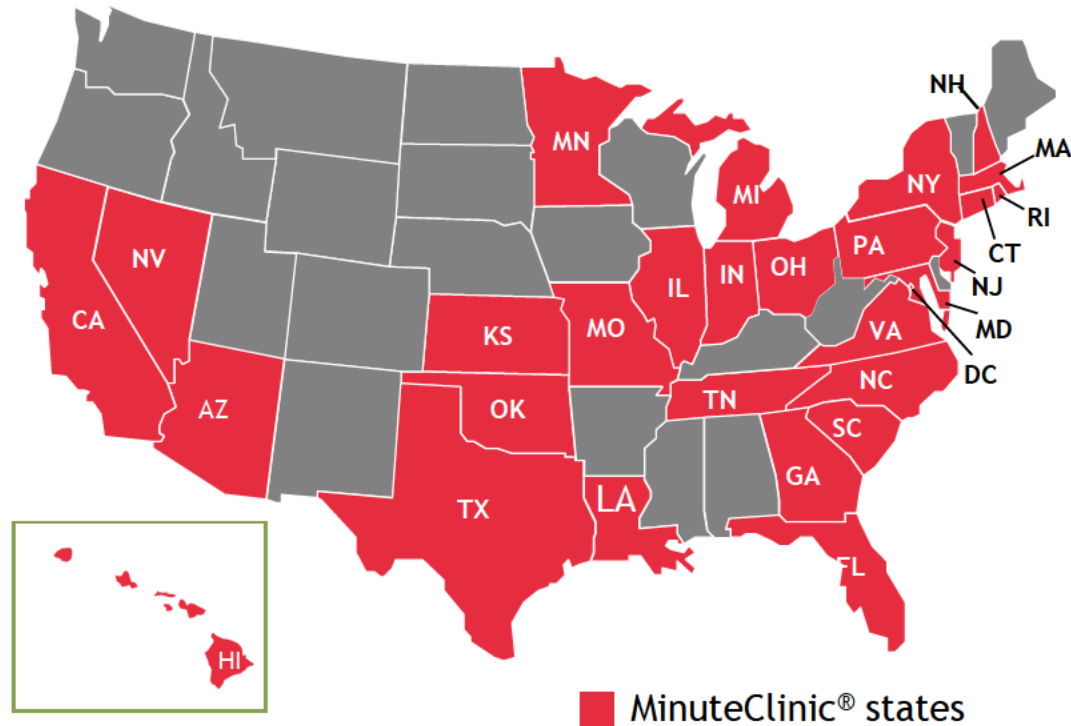 NH
MN
MA
MI
NY
RI
CT
PA
NV
OH
IN
IL
NJ
CA
MD
KS
MO
VA
DC
NC
TN
AZ
OK
SC
GA
LA
TX
FL
HI
MinuteClinic® states